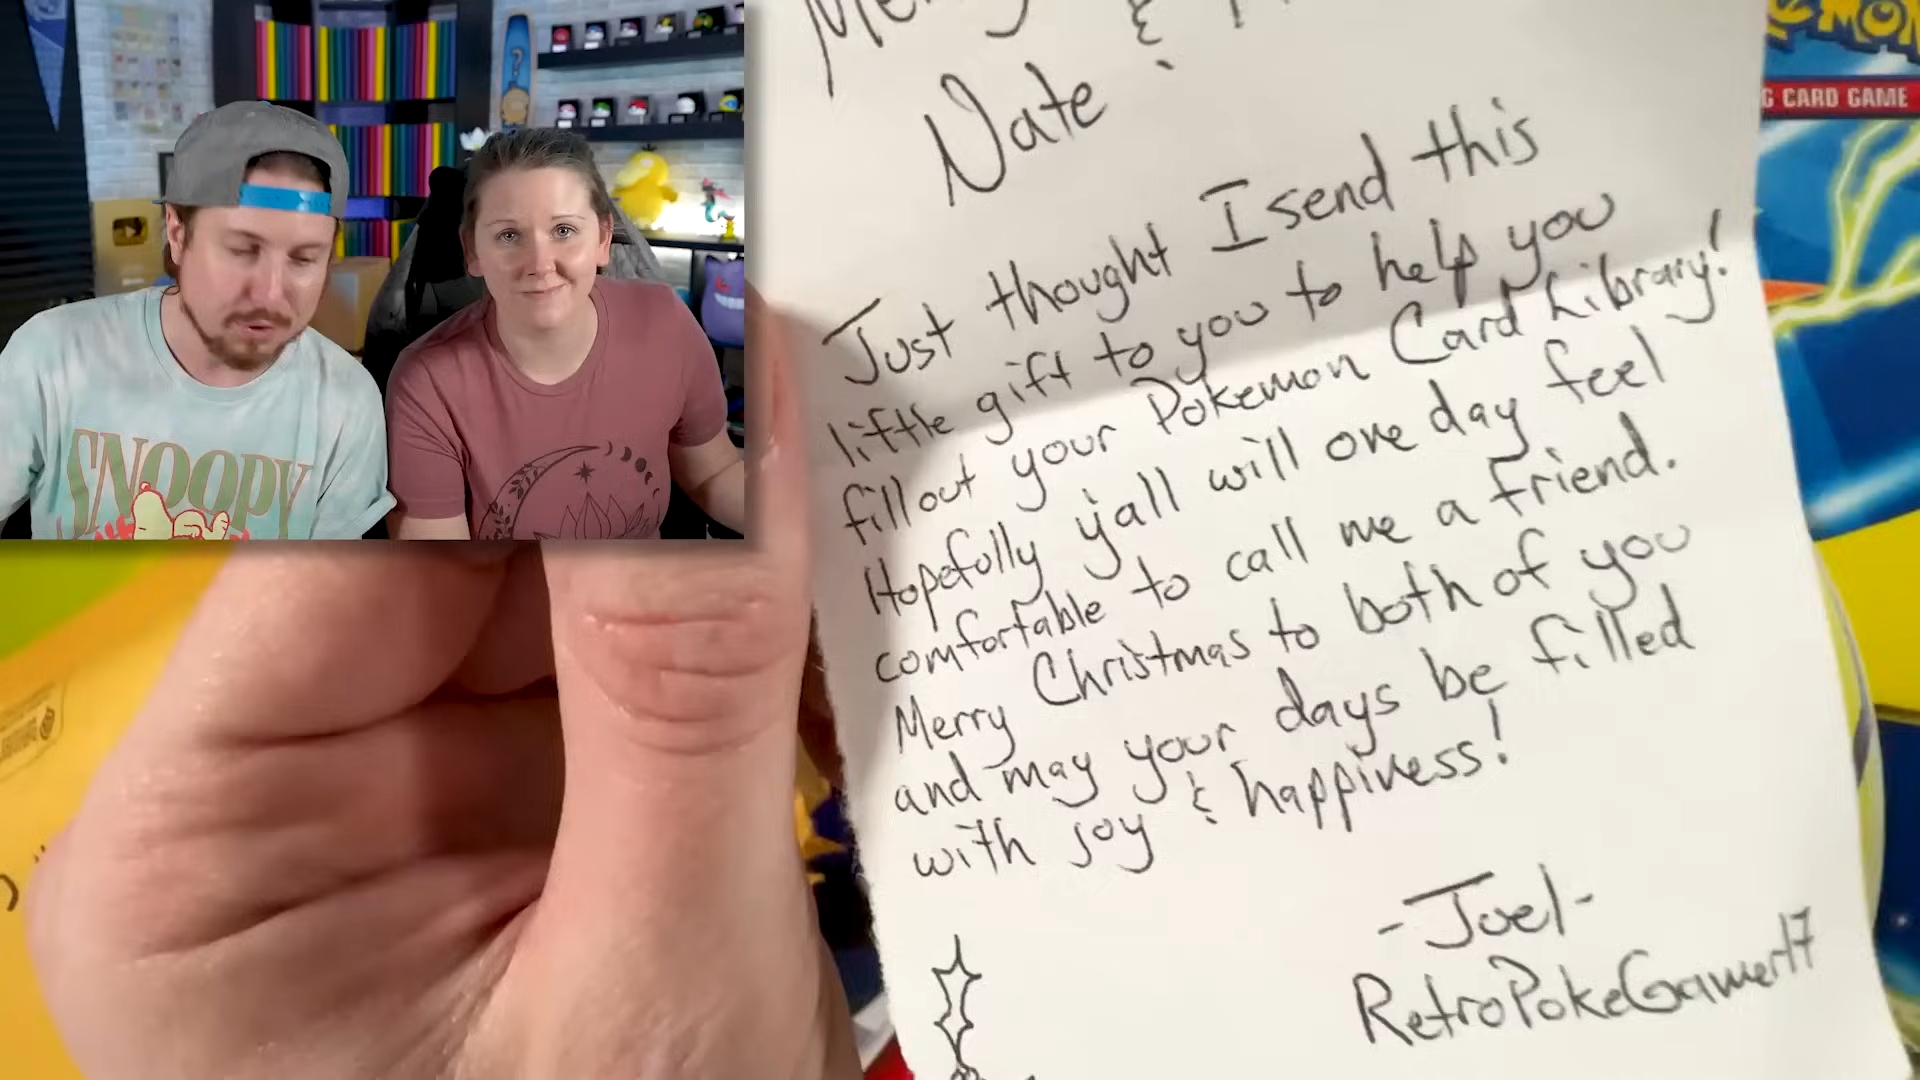 Nate &
Just thought I send this
little gift to you to help you
fill out your Pokemon Card Library!
Hopefully y'all will one day feel
comfortable to call me a friend.
Merry Christmas to both of you
and may your days be filled
with joy & happiness!
-Joel-
RetroPokeGamer17
SNOOPY
G CARD GAME